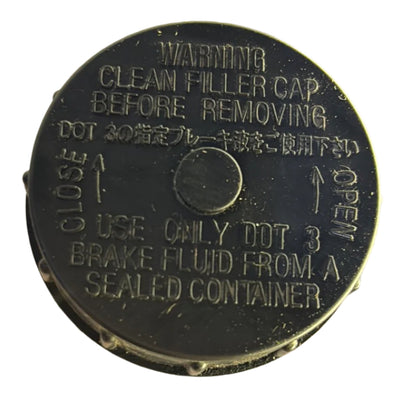 WARNING
CLEAN FILLER CAP
BEFORE REMOVING
DOT 3の指定ブレーキ液をご使用下さい
CLOSE
OPEN
USE ONLY DOT 3
BRAKE FLUID FROM A
SEALED CONTAINER